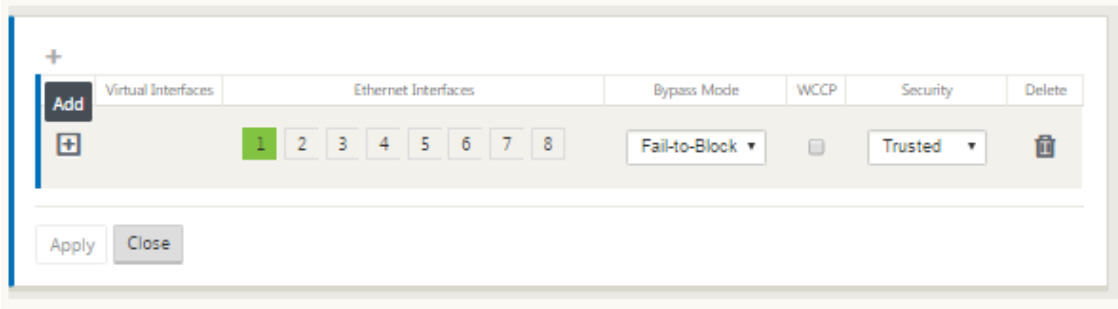 +
Add Virtual Interfaces Ethernet Interfaces Bypass Mode WCCP Security Delete
1 2 3 4 5 6 7 8 Fail-to-Block Trusted
Apply Close